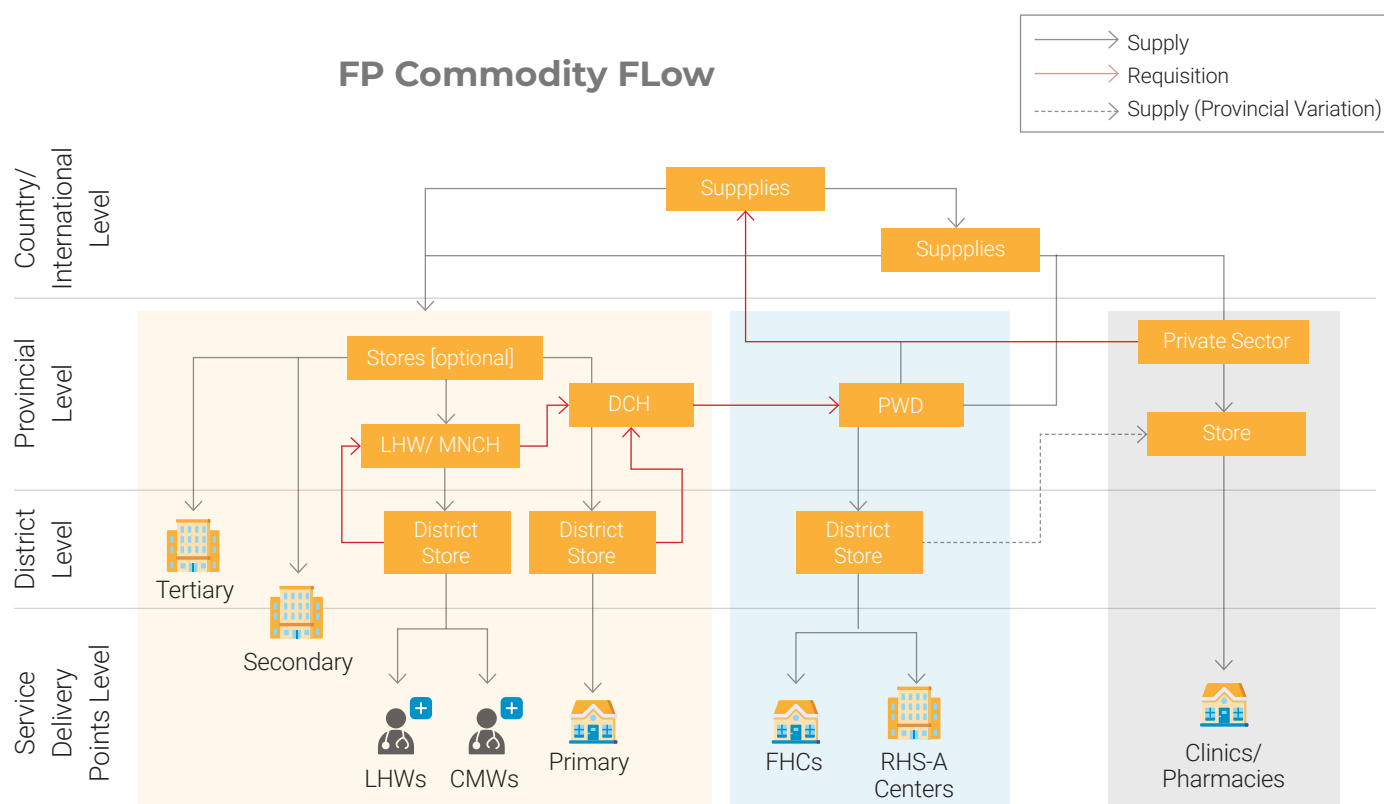 FP Commodity FLow
Supply
Requisition
Supply (Provincial Variation)
Country/
International
Level
Suppplies
Suppplies
Provincial
Level
Stores [optional]
Private Sector
DCH
PWD
LHW/ MNCH
Store
District
Level
District
Store
District
Store
District
Store
Tertiary
Secondary
Service
Delivery
Points Level
LHWs
CMWs
Primary
FHCs
RHS-A
Centers
Clinics/
Pharmacies